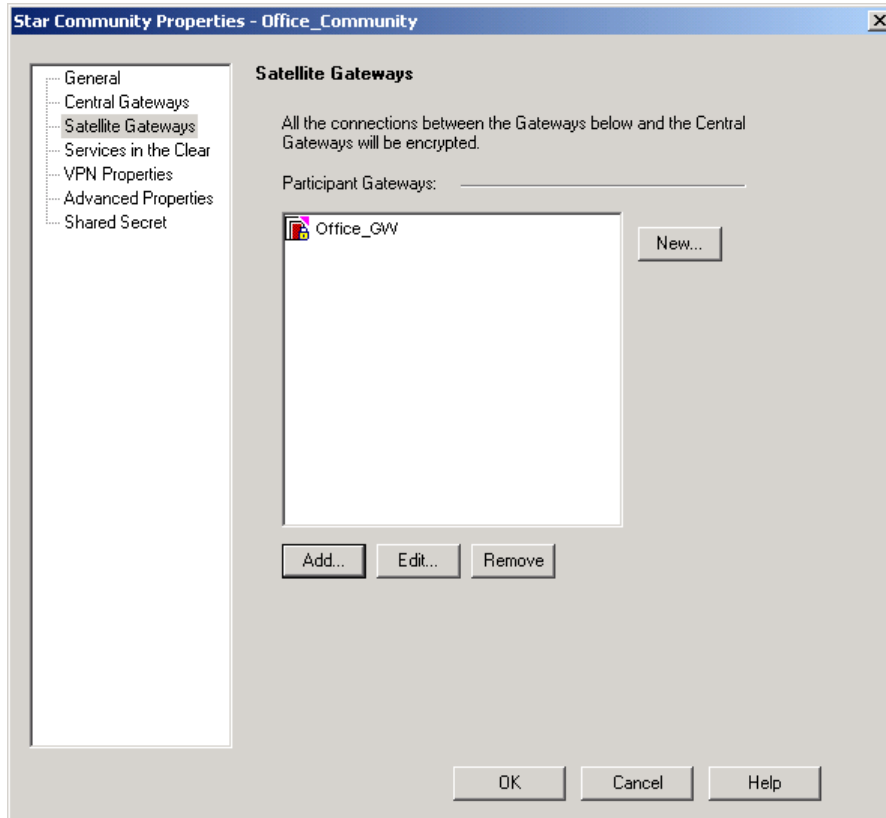 Star Community Properties - Office_Community
General
Central Gateways
Satellite Gateways
Services in the Clear
VPN Properties
Advanced Properties
Shared Secret
Satellite Gateways
All the connections between the Gateways below and the Central
Gateways will be encrypted.
Participant Gateways:
Office_GW
New...
Add...
Edit...
Remove
OK
Cancel
Help